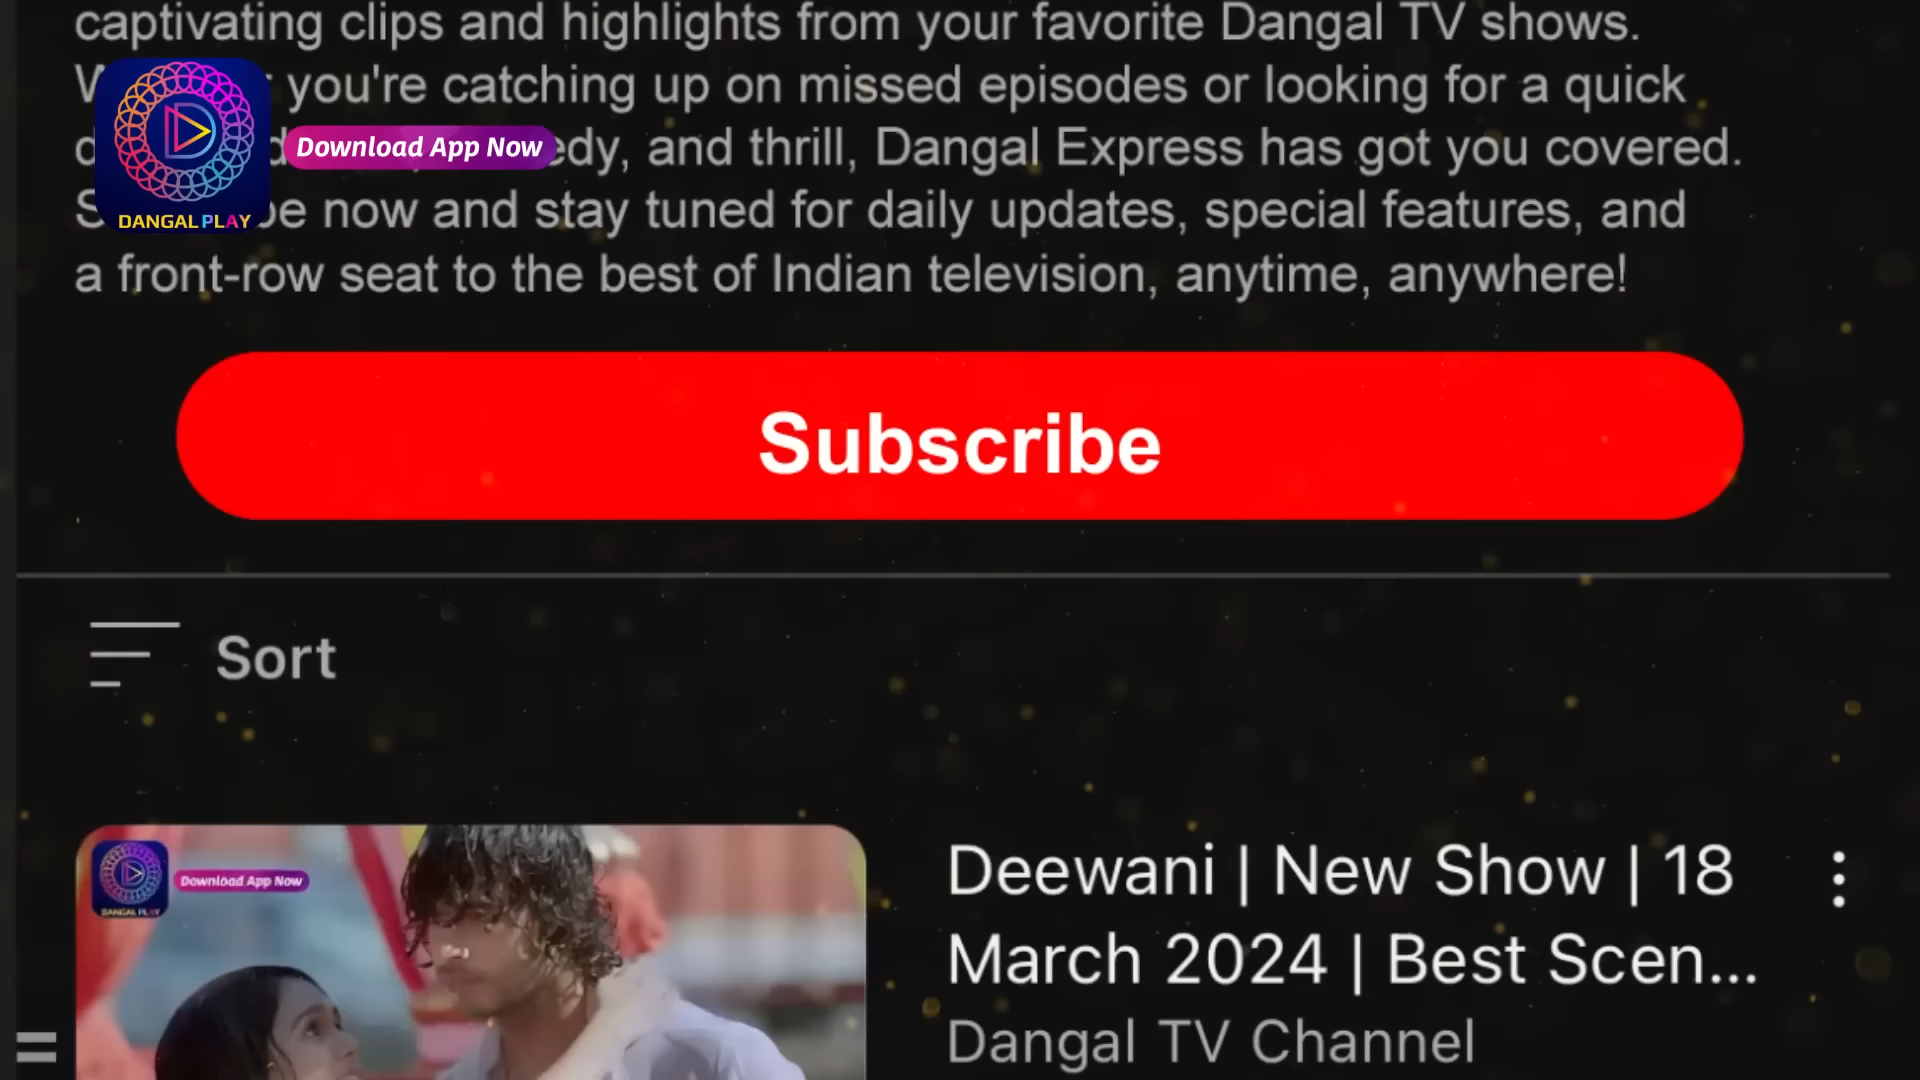 captivating clips and highlights from your favorite Dangal TV shows.
you're catching up on missed episodes or looking for a quick
and thrill, Dangal Express has got you covered.
now and stay tuned for daily updates, special features, and
a front-row seat to the best of Indian television, anytime, anywhere!
Download App Now
DANGAL PLAY
Subscribe
Sort
Download App Now
DANGAL PLAY
Deewani | New Show | 18
March 2024 | Best Scen...
Dangal TV Channel